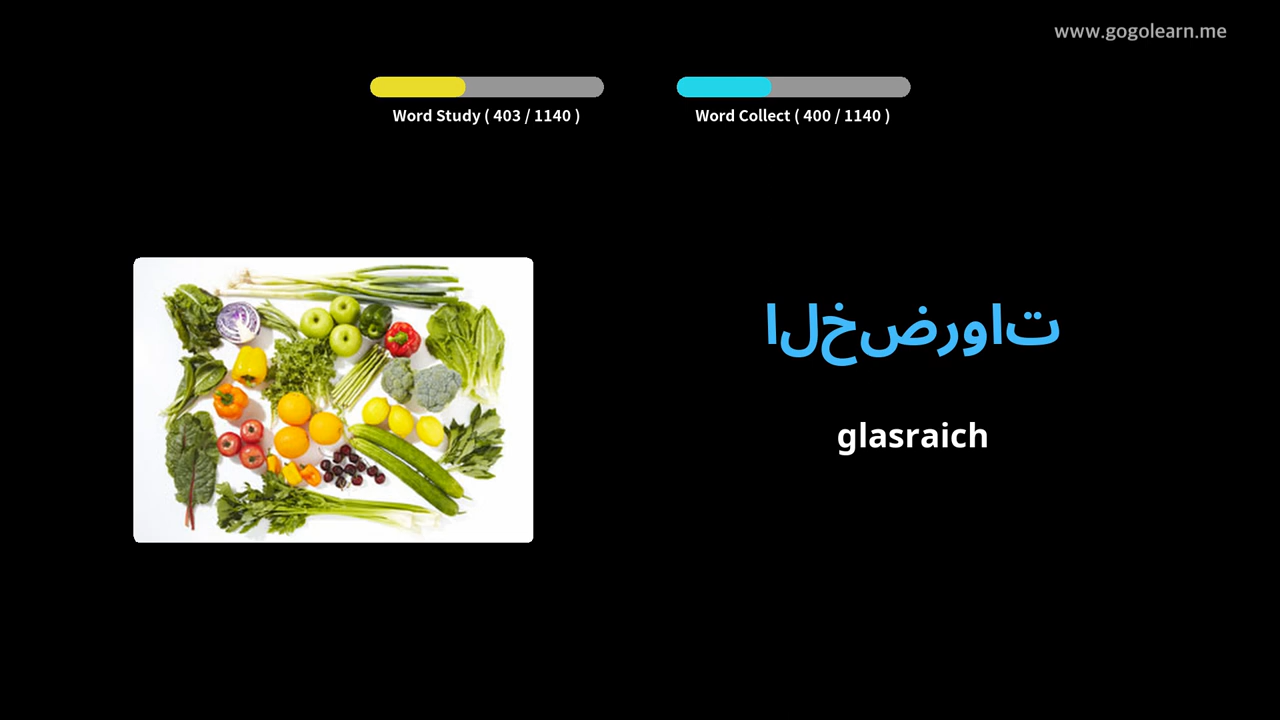 www.gogolearn.me
Word Study ( 403 / 1140 )
Word Collect ( 400 / 1140 )
الخضروات
glasraich